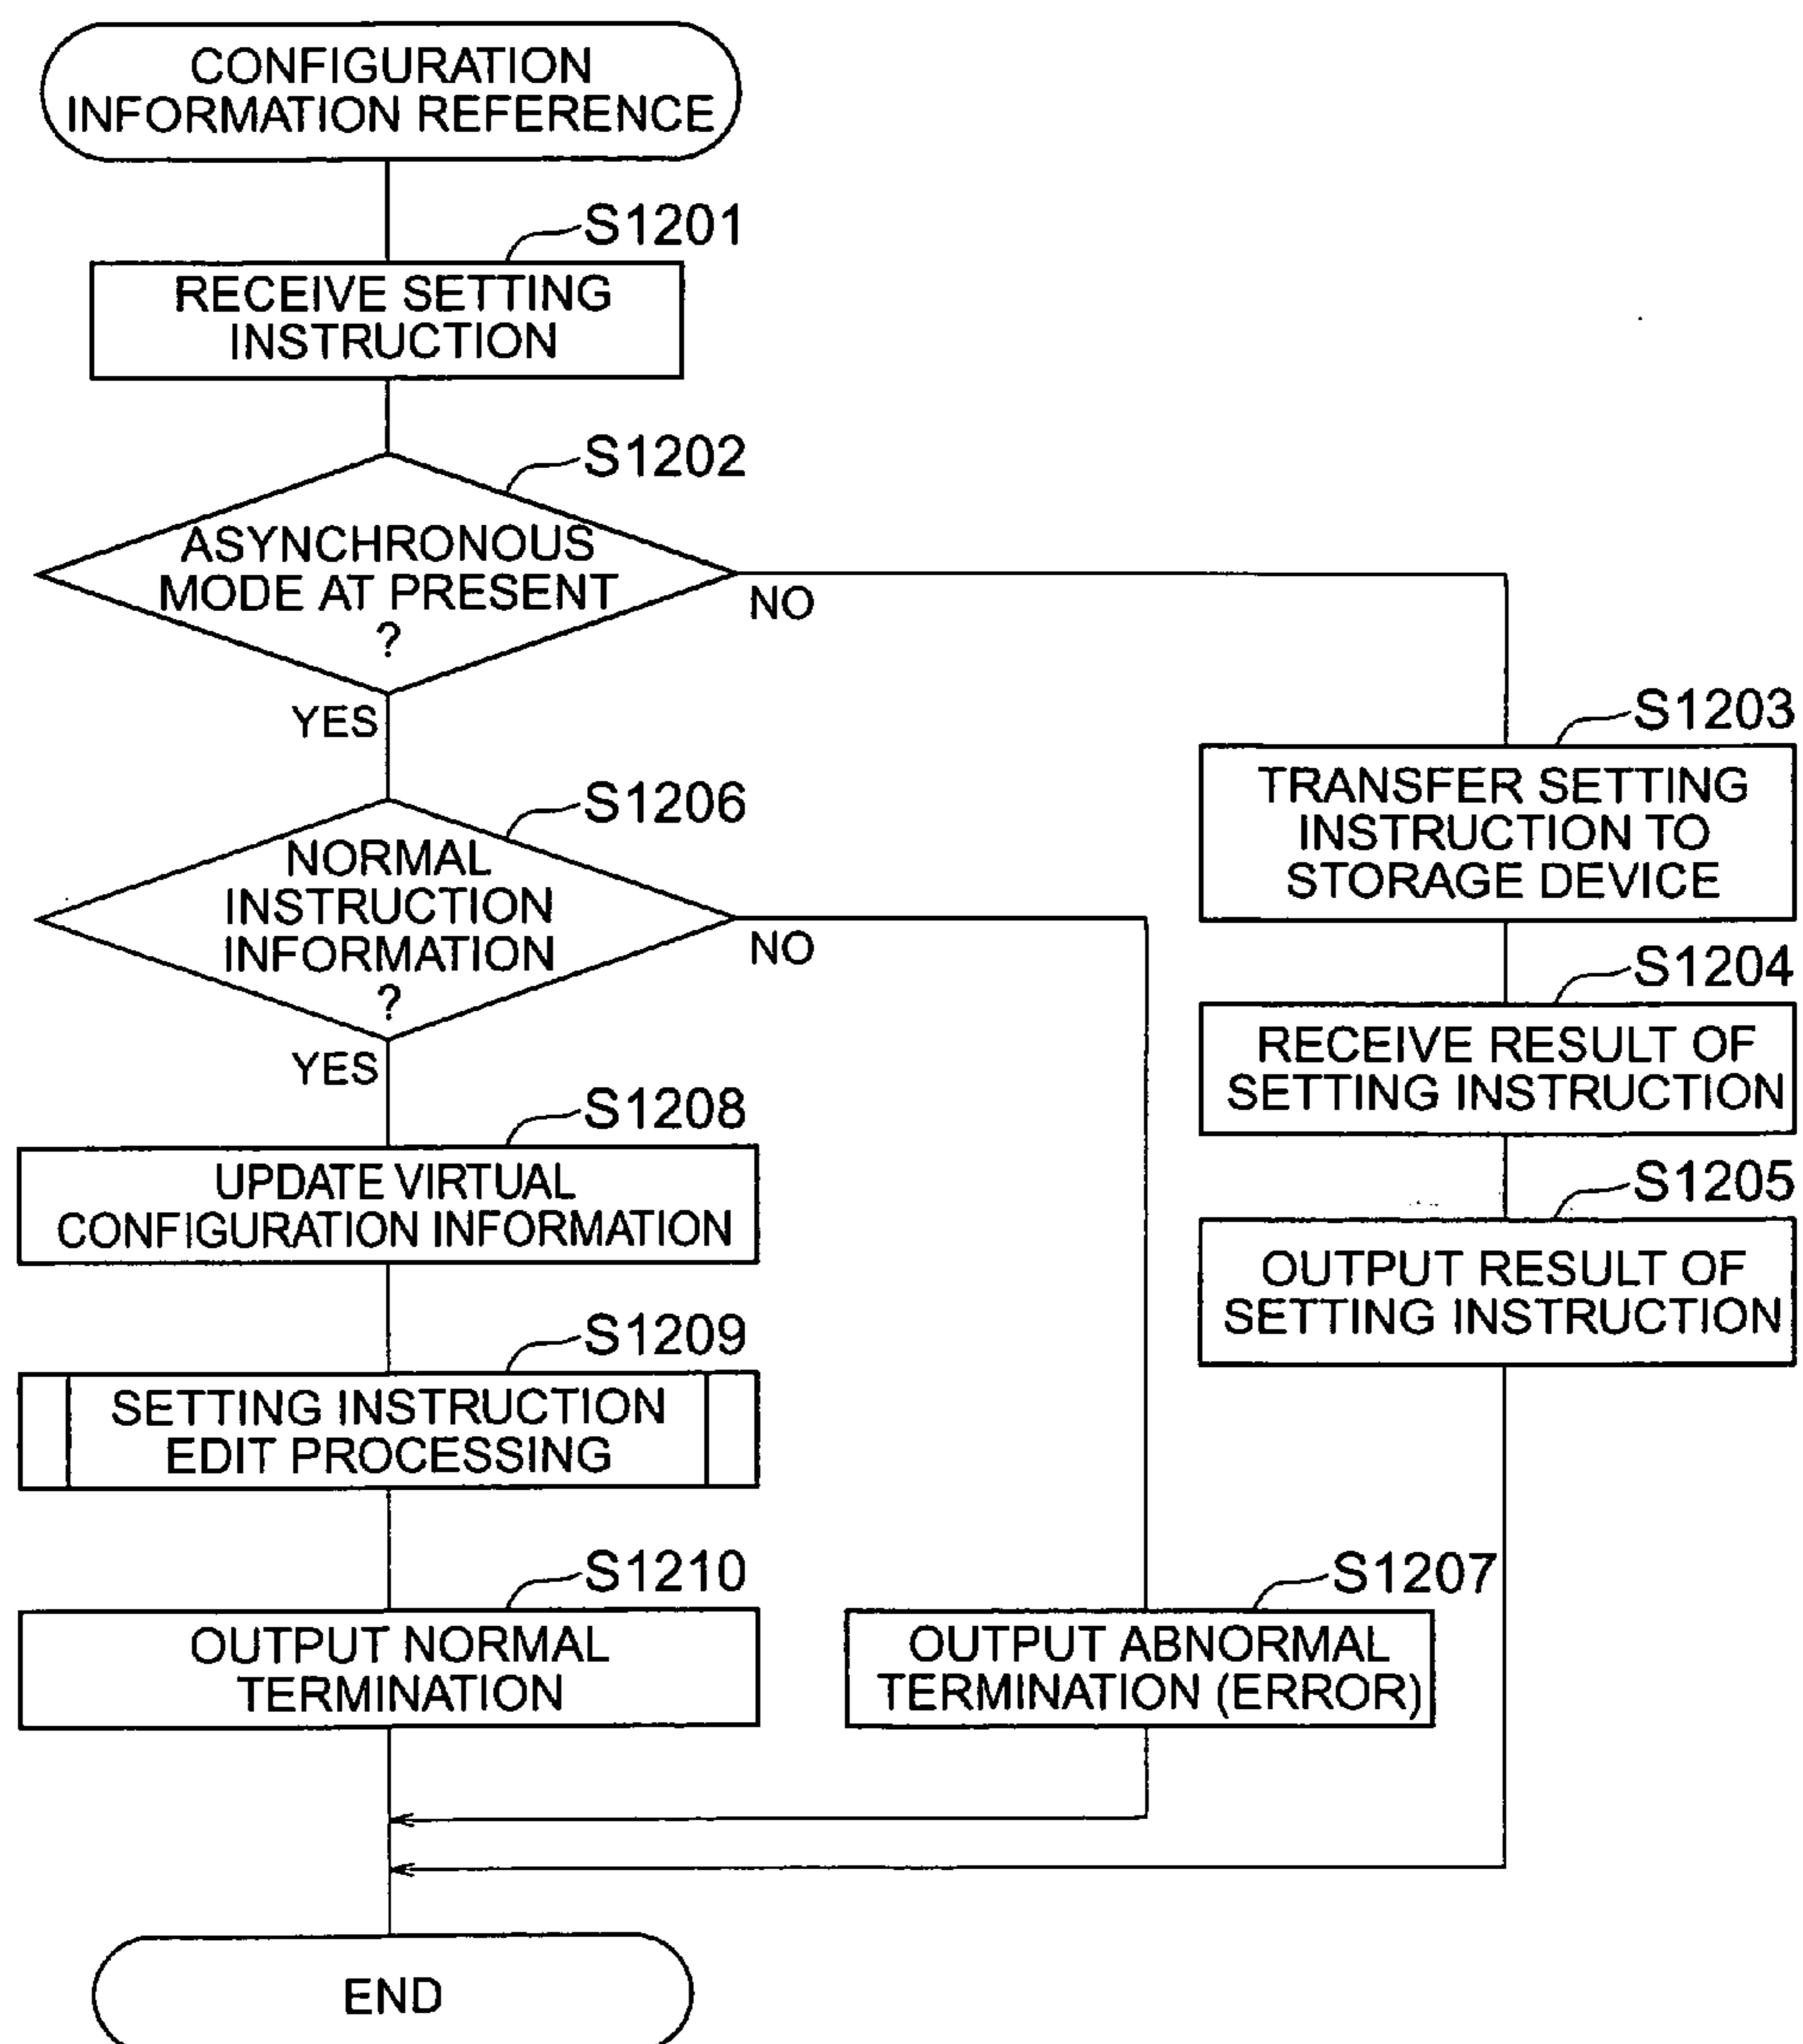 CONFIGURATION
INFORMATION REFERENCE
S1201
RECEIVE SETTING
INSTRUCTION
S1202
ASYNCHRONOUS
MODE AT PRESENT
?
NO
YES
S1203
TRANSFER SETTING
INSTRUCTION TO
STORAGE DEVICE
S1204
RECEIVE RESULT OF
SETTING INSTRUCTION
S1205
OUTPUT RESULT OF
SETTING INSTRUCTION
S1206
NORMAL
INSTRUCTION
INFORMATION
?
NO
YES
S1208
UPDATE VIRTUAL
CONFIGURATION INFORMATION
S1209
SETTING INSTRUCTION
EDIT PROCESSING
S1210
OUTPUT NORMAL
TERMINATION
S1207
OUTPUT ABNORMAL
TERMINATION (ERROR)
END